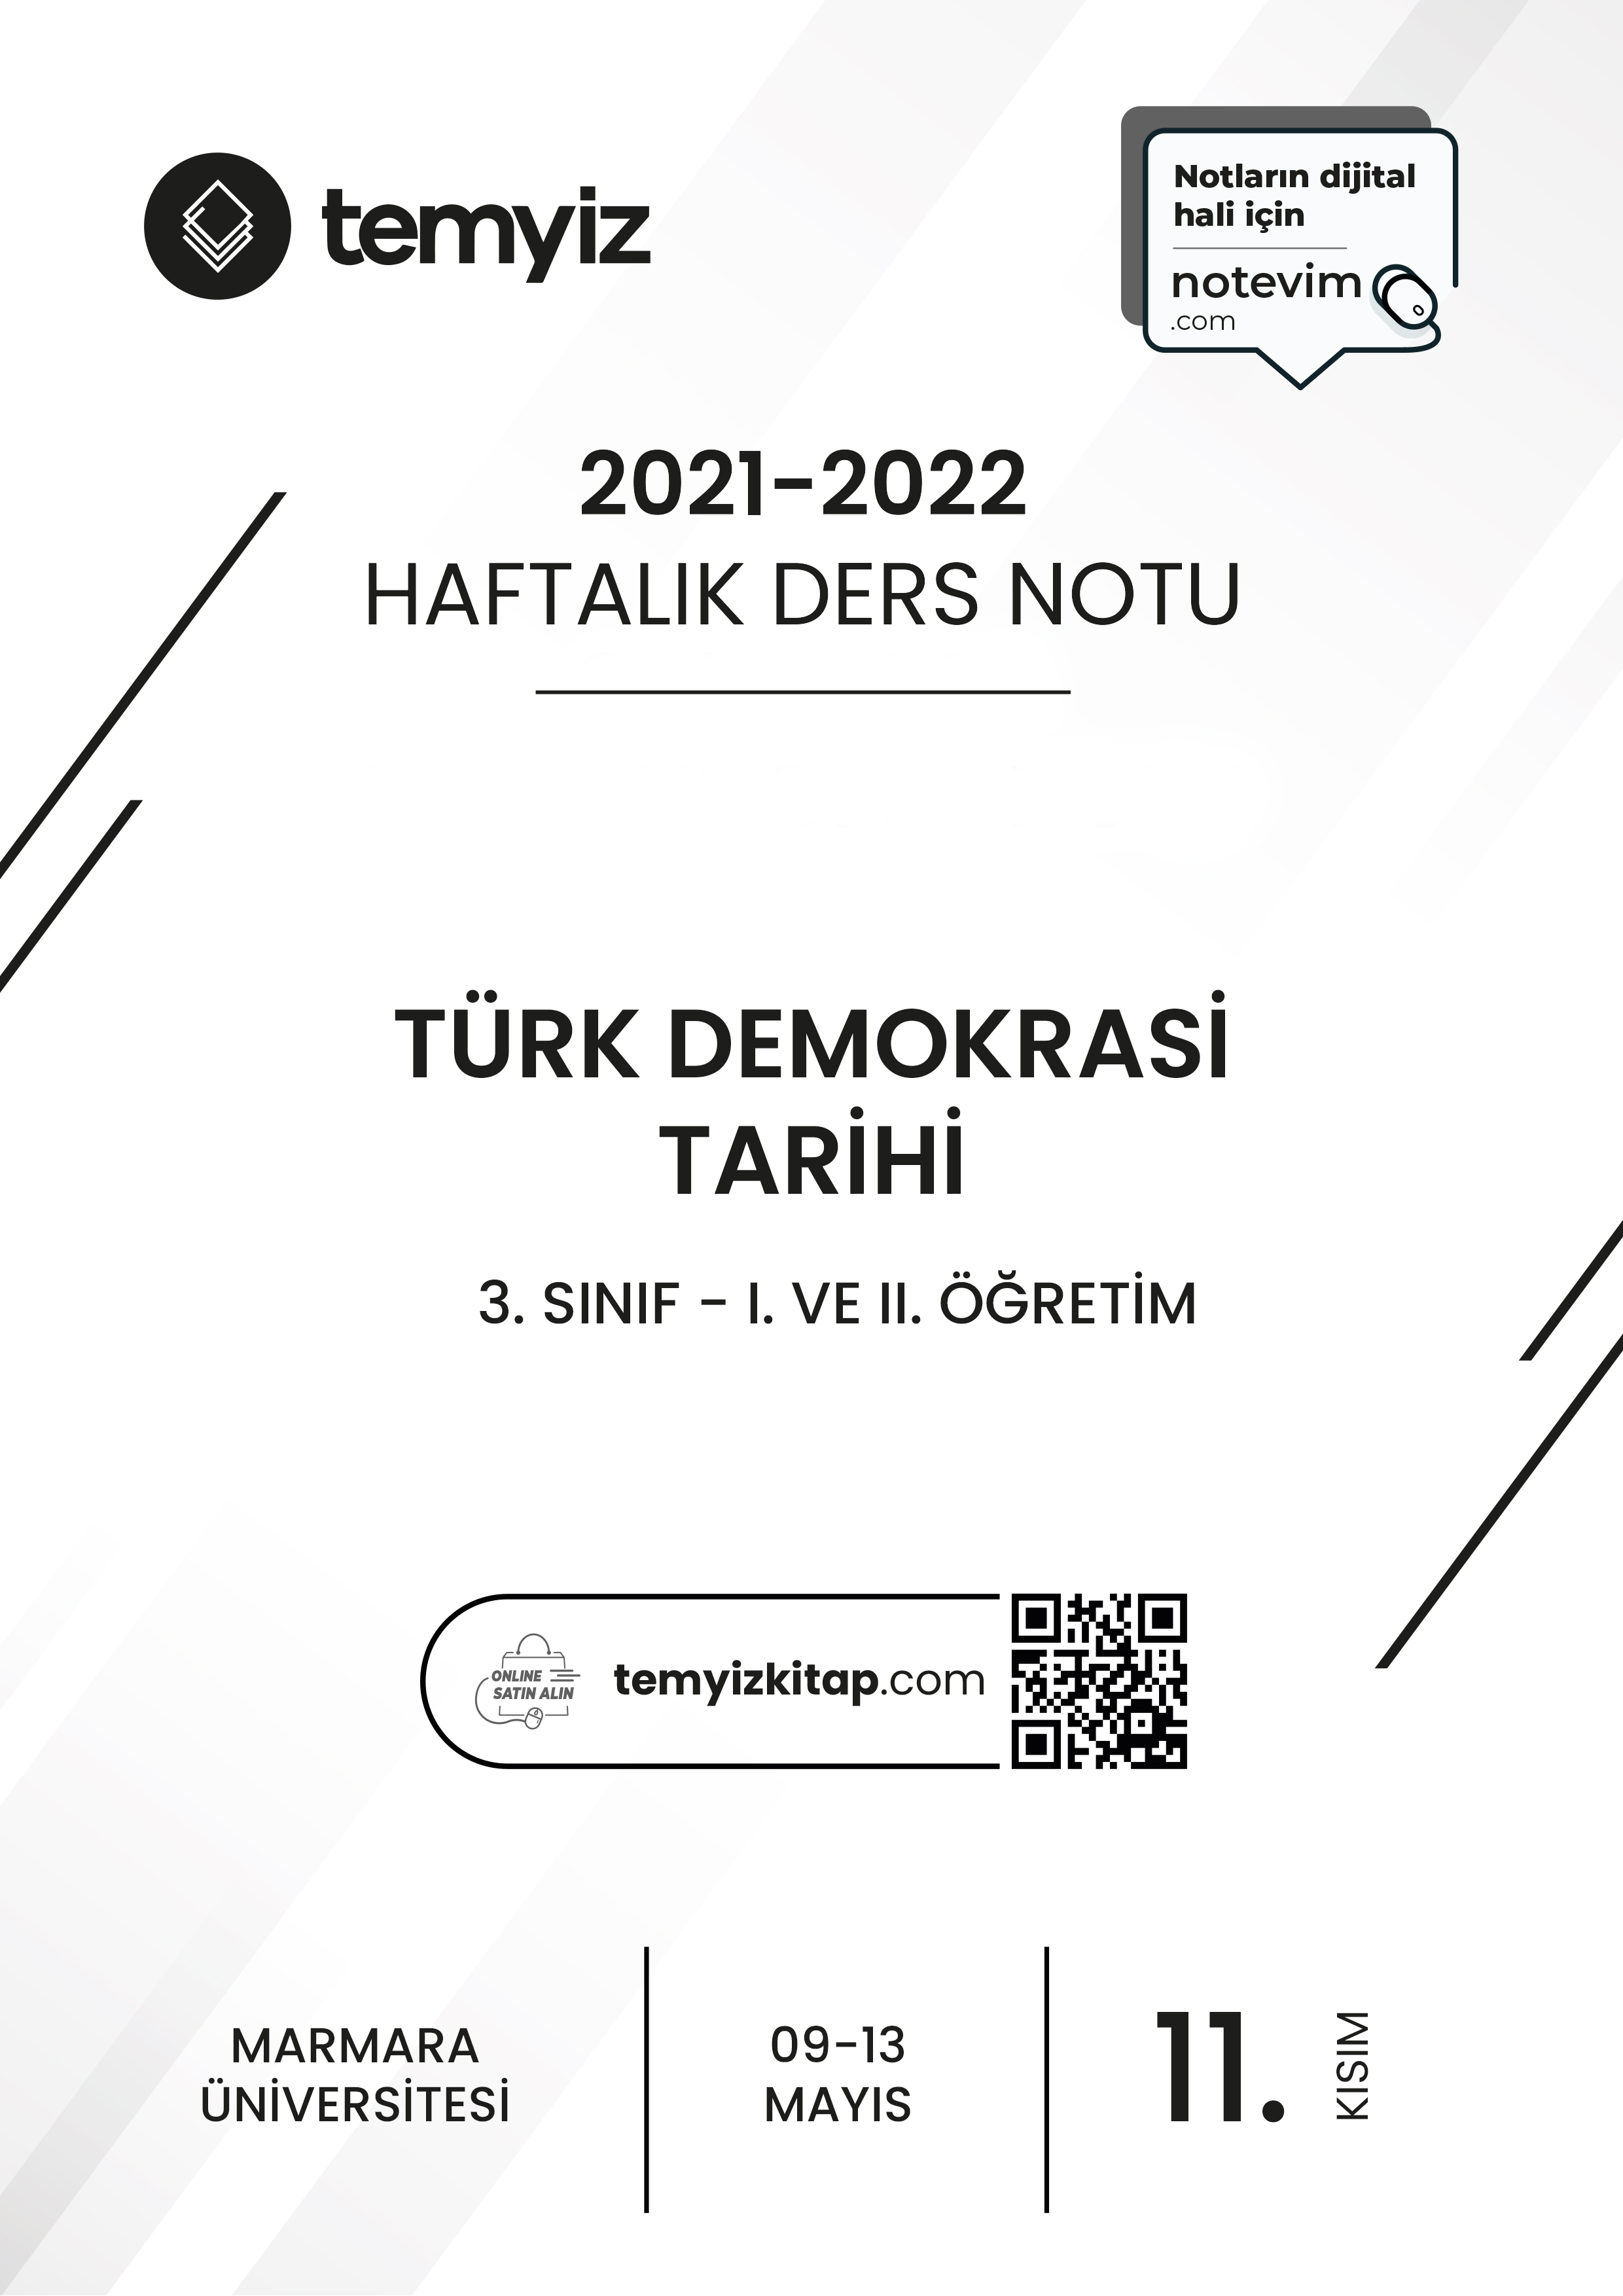 temyiz
Notların dijital
hali için
notevim
.com
2021-2022
HAFTALIK DERS NOTU
TÜRK DEMOKRASİ
TARİHİ
3. SINIF - I. VE II. ÖĞRETİM
ONLINE
SATIN ALIN
temyizkitap.com
MARMARA
ÜNİVERSİTESİ
09-13
MAYIS
11.
KISIM